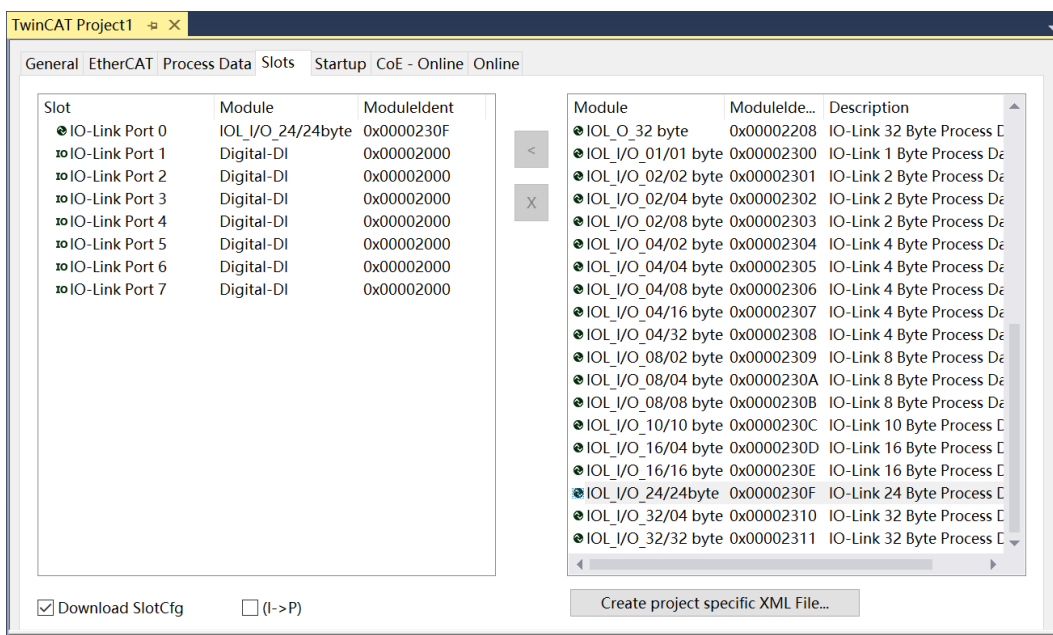 TwinCAT Project1
General EtherCAT Process Data Slots Startup CoE - Online Online
Slot Module ModuleIdent
IO-Link Port 0 IOL_I/O_24/24byte 0x0000230F
IO IO-Link Port 1 Digital-DI 0x00002000
IO IO-Link Port 2 Digital-DI 0x00002000
IO IO-Link Port 3 Digital-DI 0x00002000
IO IO-Link Port 4 Digital-DI 0x00002000
IO IO-Link Port 5 Digital-DI 0x00002000
IO IO-Link Port 6 Digital-DI 0x00002000
IO IO-Link Port 7 Digital-DI 0x00002000
<
X
Module ModuleIde... Description
IOL_O_32 byte 0x00002208 IO-Link 32 Byte Process
IOL_I/O_01/01 byte 0x00002300 IO-Link 1 Byte Process
IOL_I/O_02/02 byte 0x00002301 IO-Link 2 Byte Process
IOL_I/O_02/04 byte 0x00002302 IO-Link 2 Byte Process
IOL_I/O_02/08 byte 0x00002303 IO-Link 2 Byte Process
IOL_I/O_04/02 byte 0x00002304 IO-Link 4 Byte Process
IOL_I/O_04/04 byte 0x00002305 IO-Link 4 Byte Process
IOL_I/O_04/08 byte 0x00002306 IO-Link 4 Byte Process
IOL_I/O_04/16 byte 0x00002307 IO-Link 4 Byte Process
IOL_I/O_04/32 byte 0x00002308 IO-Link 4 Byte Process
IOL_I/O_08/02 byte 0x00002309 IO-Link 8 Byte Process
IOL_I/O_08/04 byte 0x0000230A IO-Link 8 Byte Process
IOL_I/O_08/08 byte 0x0000230B IO-Link 8 Byte Process
IOL_I/O_10/10 byte 0x0000230C IO-Link 10 Byte Process
IOL_I/O_16/04 byte 0x0000230D IO-Link 16 Byte Process
IOL_I/O_16/16 byte 0x0000230E IO-Link 16 Byte Process
IOL_I/O_24/24byte 0x0000230F IO-Link 24 Byte Process
IOL_I/O_32/04 byte 0x00002310 IO-Link 32 Byte Process
IOL_I/O_32/32 byte 0x00002311 IO-Link 32 Byte Process
Download SlotCfg (I->P)
Create project specific XML File...